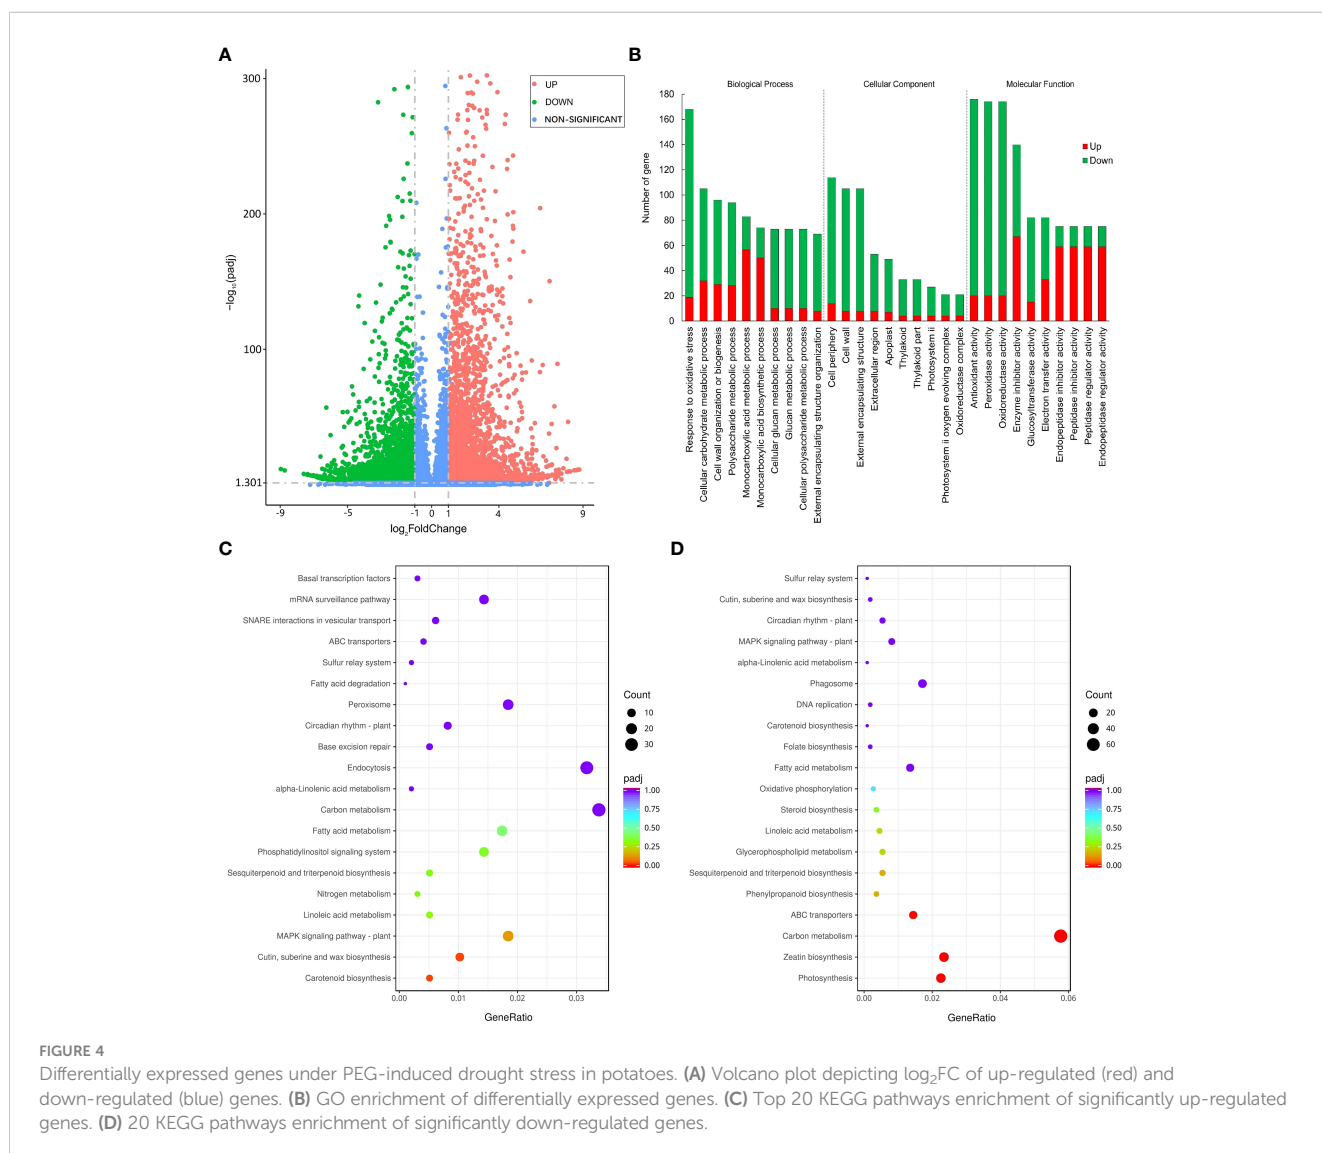 A
300
200
100
1.301
−log₁₀(padj)
-9
-5
-1
0
1
4
9
log₂FoldChange
UP
DOWN
NON-SIGNIFICANT
B
Biological Process
Cellular Component
Molecular Function
180
160
140
120
100
80
60
40
20
0
Number of gene
Up
Down
Response to oxidative stress
Cellular carbohydrate metabolic process
Cell wall organization or biogenesis
Polysaccharide metabolic process
Monocarboxylic acid metabolic process
Monocarboxylic acid biosynthetic process
Cellular glucan metabolic process
Glucan metabolic process
Cellular polysaccharide metabolic process
External encapsulating structure organization
Cell periphery
Cell wall
External encapsulating structure
Extracellular region
Apoplast
Thylakoid
Thylakoid part
Photosystem ii
Photosystem ii oxygen evolving complex
Oxidoreductase complex
Antioxidant activity
Peroxidase activity
Oxidoreductase activity
Enzyme inhibitor activity
Glucosyltransferase activity
Electron transfer activity
Endopeptidase inhibitor activity
Peptidase inhibitor activity
Peptidase regulator activity
Endopeptidase regulator activity
C
Basal transcription factors
mRNA surveillance pathway
SNARE interactions in vesicular transport
ABC transporters
Sulfur relay system
Fatty acid degradation
Peroxisome
Circadian rhythm - plant
Base excision repair
Endocytosis
alpha-Linolenic acid metabolism
Carbon metabolism
Fatty acid metabolism
Phosphatidylinositol signaling system
Sesquiterpenoid and triterpenoid biosynthesis
Nitrogen metabolism
Linoleic acid metabolism
MAPK signaling pathway - plant
Cutin, suberine and wax biosynthesis
Carotenoid biosynthesis
0.00
0.01
0.02
0.03
GeneRatio
Count
10
20
30
padj
1.00
0.75
0.50
0.25
0.00
D
Sulfur relay system
Cutin, suberine and wax biosynthesis
Circadian rhythm - plant
MAPK signaling pathway - plant
alpha-Linolenic acid metabolism
Phagosome
DNA replication
Carotenoid biosynthesis
Folate biosynthesis
Fatty acid metabolism
Oxidative phosphorylation
Steroid biosynthesis
Linoleic acid metabolism
Glycerophospholipid metabolism
Sesquiterpenoid and triterpenoid biosynthesis
Phenylpropanoid biosynthesis
ABC transporters
Carbon metabolism
Zeatin biosynthesis
Photosynthesis
0.00
0.02
0.04
0.06
GeneRatio
Count
20
40
60
padj
1.00
0.75
0.50
0.25
0.00
FIGURE 4
Differentially expressed genes under PEG-induced drought stress in potatoes. (A) Volcano plot depicting log₂FC of up-regulated (red) and
down-regulated (blue) genes. (B) GO enrichment of differentially expressed genes. (C) Top 20 KEGG pathways enrichment of significantly up-regulated
genes. (D) 20 KEGG pathways enrichment of significantly down-regulated genes.